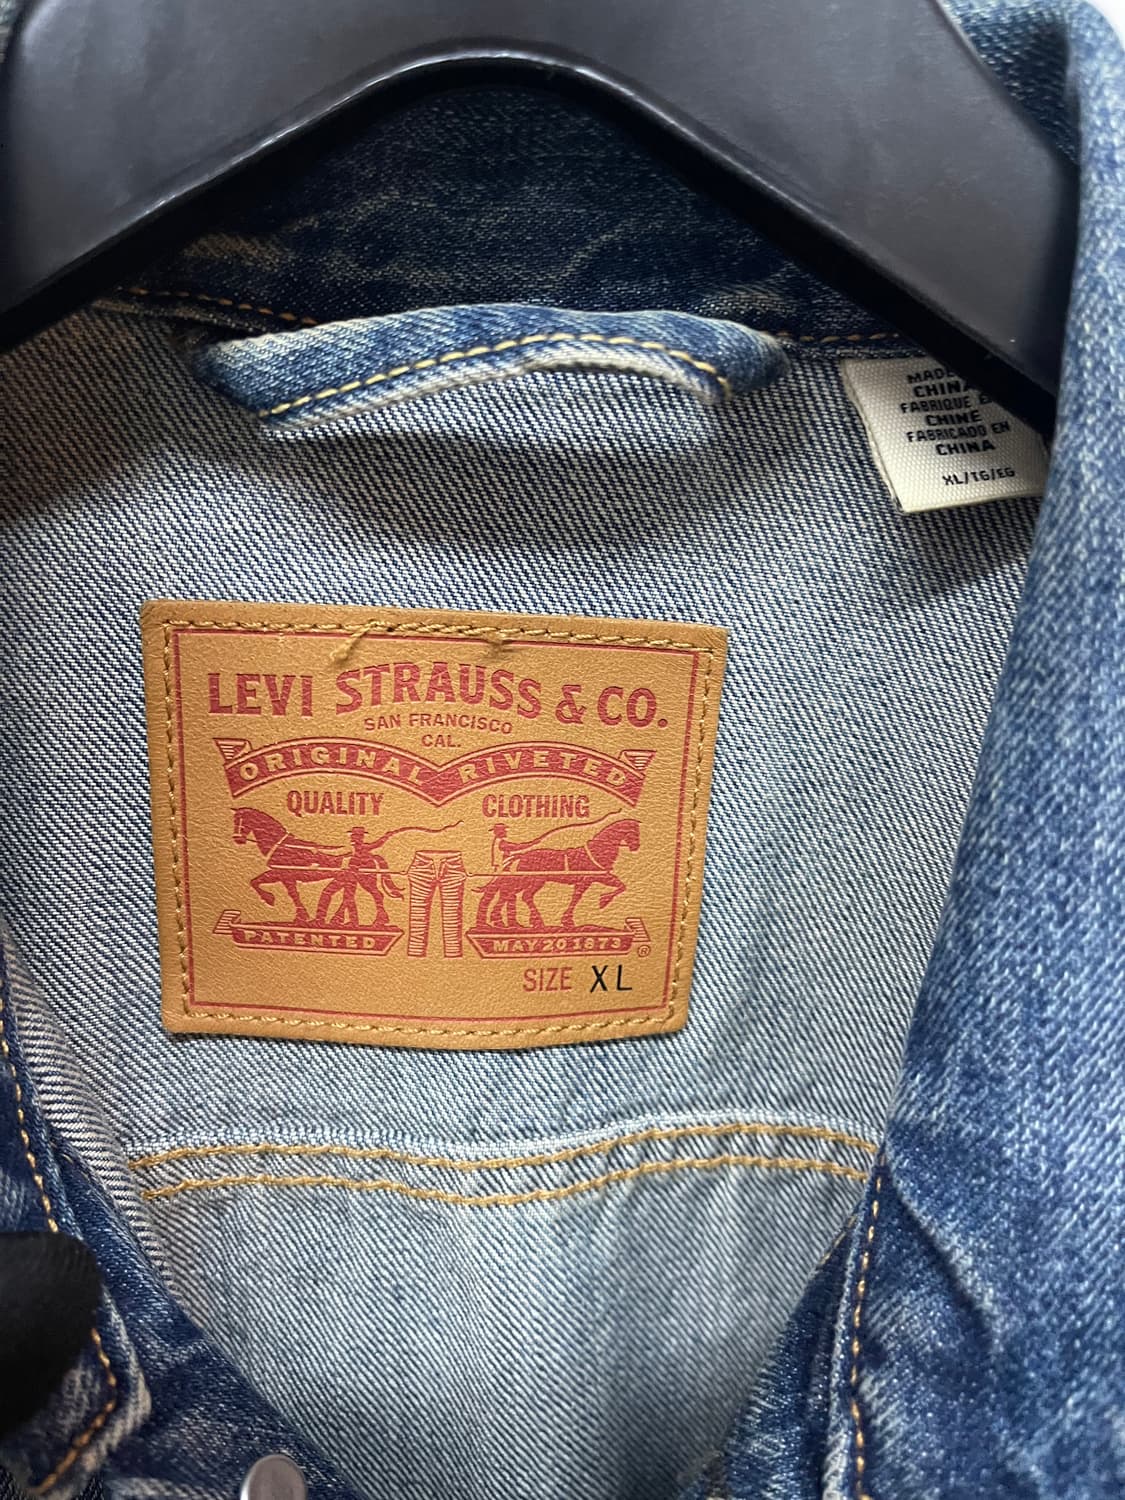 MADE
CHINA
FABRIQUE E
CHINE
FABRICADO EN
CHINA
XL/TG/EG
LEVI STRAUSS & CO.
SAN FRANCISCO
CAL.
ORIGINAL RIVETED
QUALITY CLOTHING
PATENTED MAY 20 1873 ®
SIZE XL